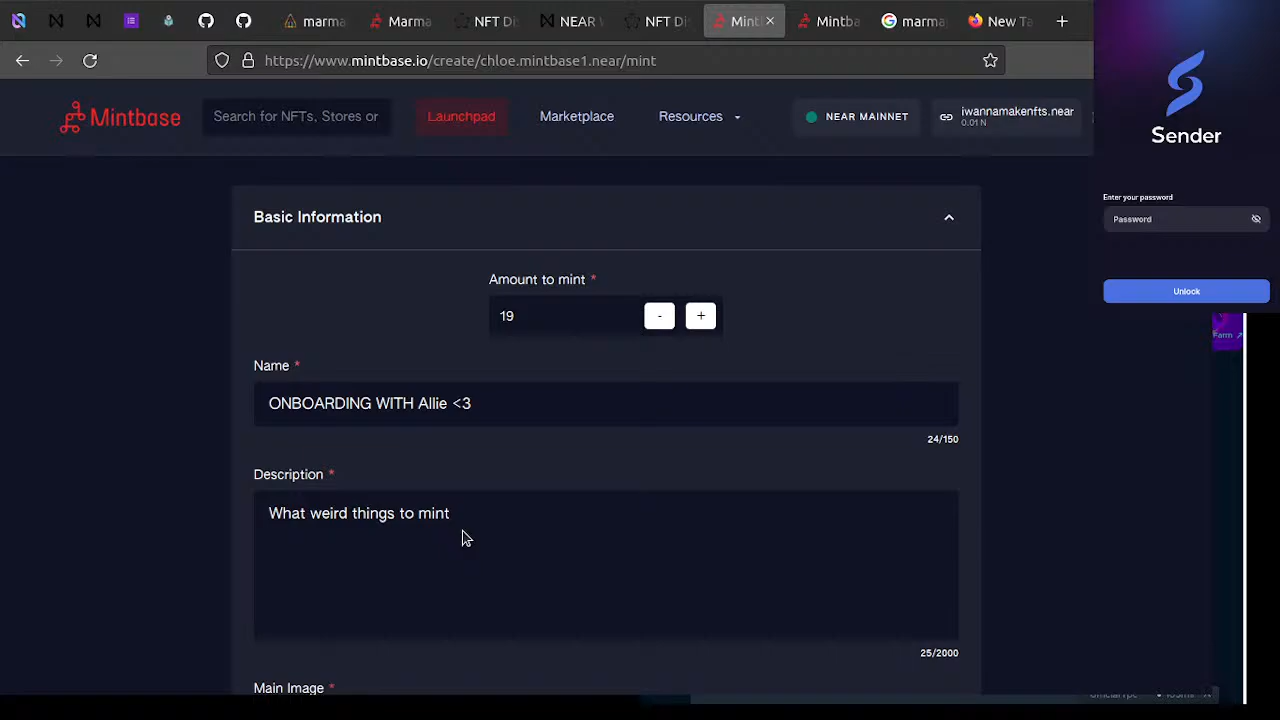 marma
Marma
NFT Di
NEAR W
NFT Di
Mint
Mintba
marma
New Ta
https://www.mintbase.io/create/chloe.mintbase1.near/mint
Mintbase
Search for NFTs, Stores or
Launchpad
Marketplace
Resources
NEAR MAINNET
iwannamakenfts.near
0.01 N
Sender
Enter your password
Password
Unlock
Farm
Basic Information
Amount to mint *
19
-
+
Name *
ONBOARDING WITH Allie <3
24/150
Description *
What weird things to mint
25/2000
Main Image *